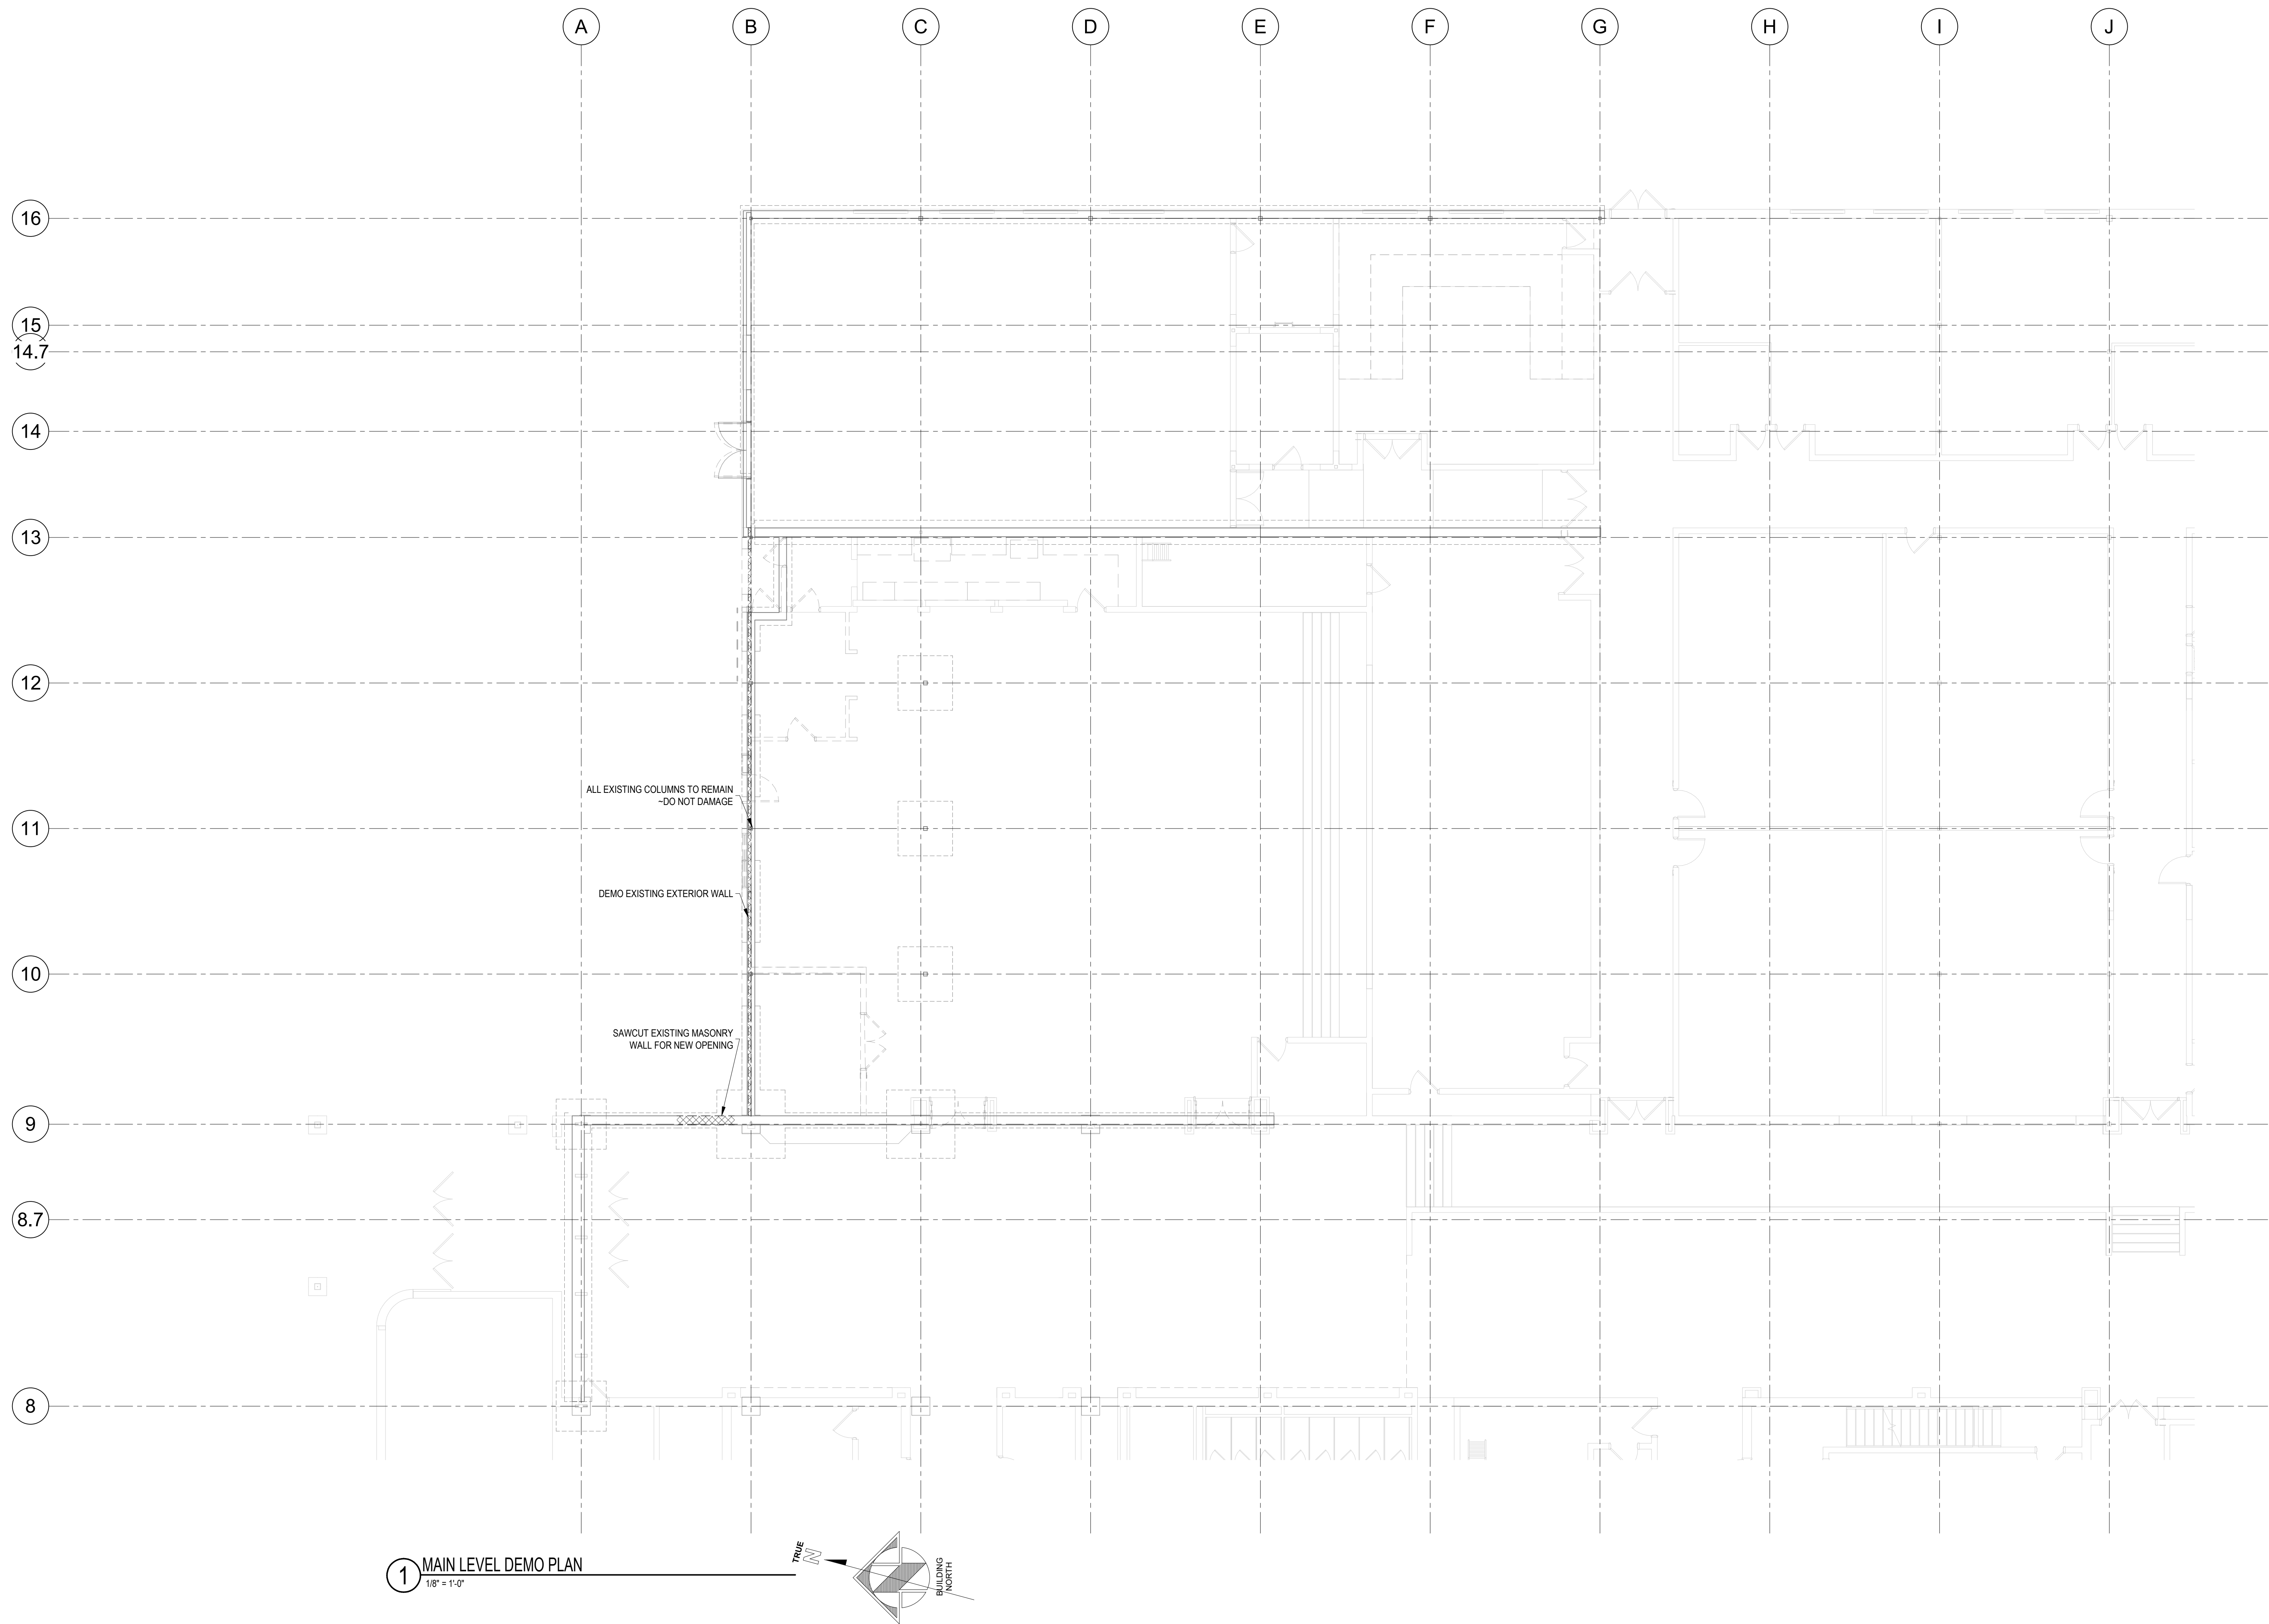 A B C D E F G H I J
16
15
14.7
14
13
12
ALL EXISTING COLUMNS TO REMAIN
~DO NOT DAMAGE
11
DEMO EXISTING EXTERIOR WALL
10
SAWCUT EXISTING MASONRY
WALL FOR NEW OPENING
9
8.7
8
1 MAIN LEVEL DEMO PLAN
1/8" = 1'-0"
TRUE
N
BUILDING
NORTH